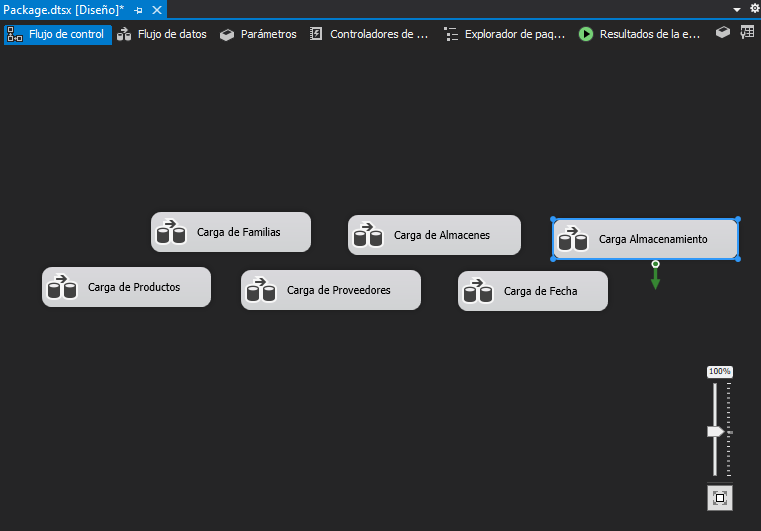 Package.dtsx [Diseño]*
Flujo de control
Flujo de datos
Parámetros
Controladores de ...
Explorador de paq...
Resultados de la e...
Carga de Familias
Carga de Almacenes
Carga Almacenamiento
Carga de Productos
Carga de Proveedores
Carga de Fecha
100%